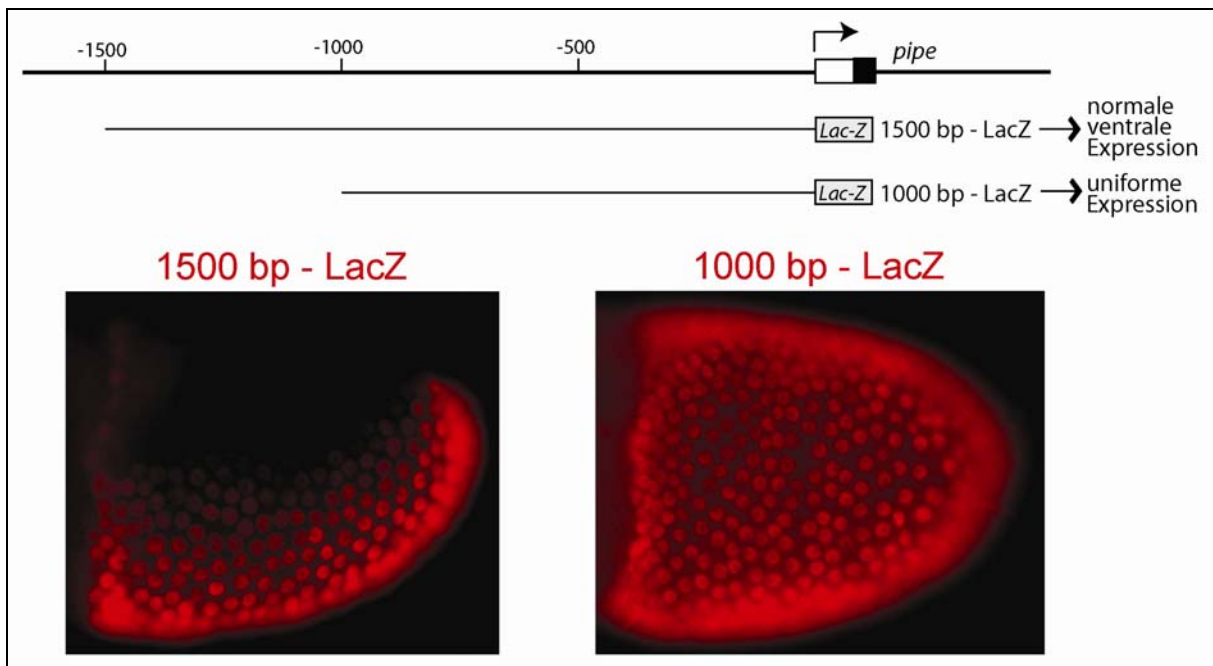 -1500
-1000
-500
pipe
Lac-Z 1500 bp - LacZ
normale
ventrale
Expression
Lac-Z 1000 bp - LacZ
uniforme
Expression
1500 bp - LacZ
1000 bp - LacZ